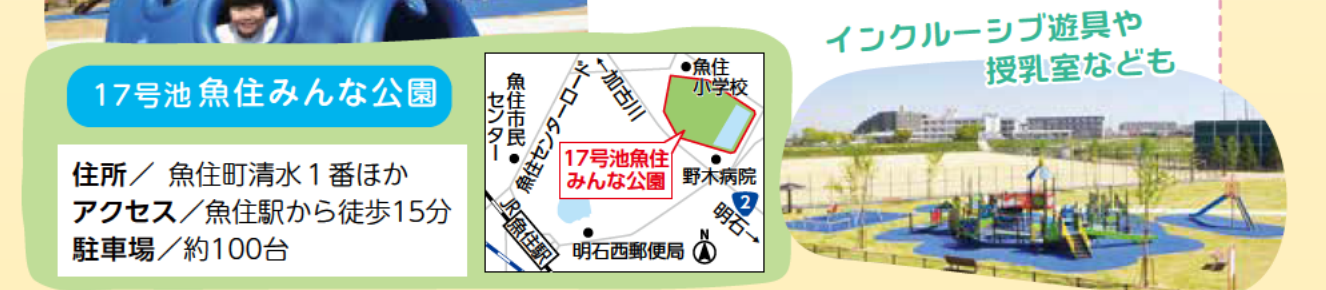 インクルーシブ遊具や
授乳室なども
17号池魚住みんな公園
住所／ 魚住町清水1番ほか
アクセス／魚住駅から徒歩15分
駐車場／約100台
魚住市民
センター
魚住センターロード
加古川
魚住
小学校
17号池魚住
みんな公園
野木病院
2
明石
JR魚住駅
明石西郵便局
N